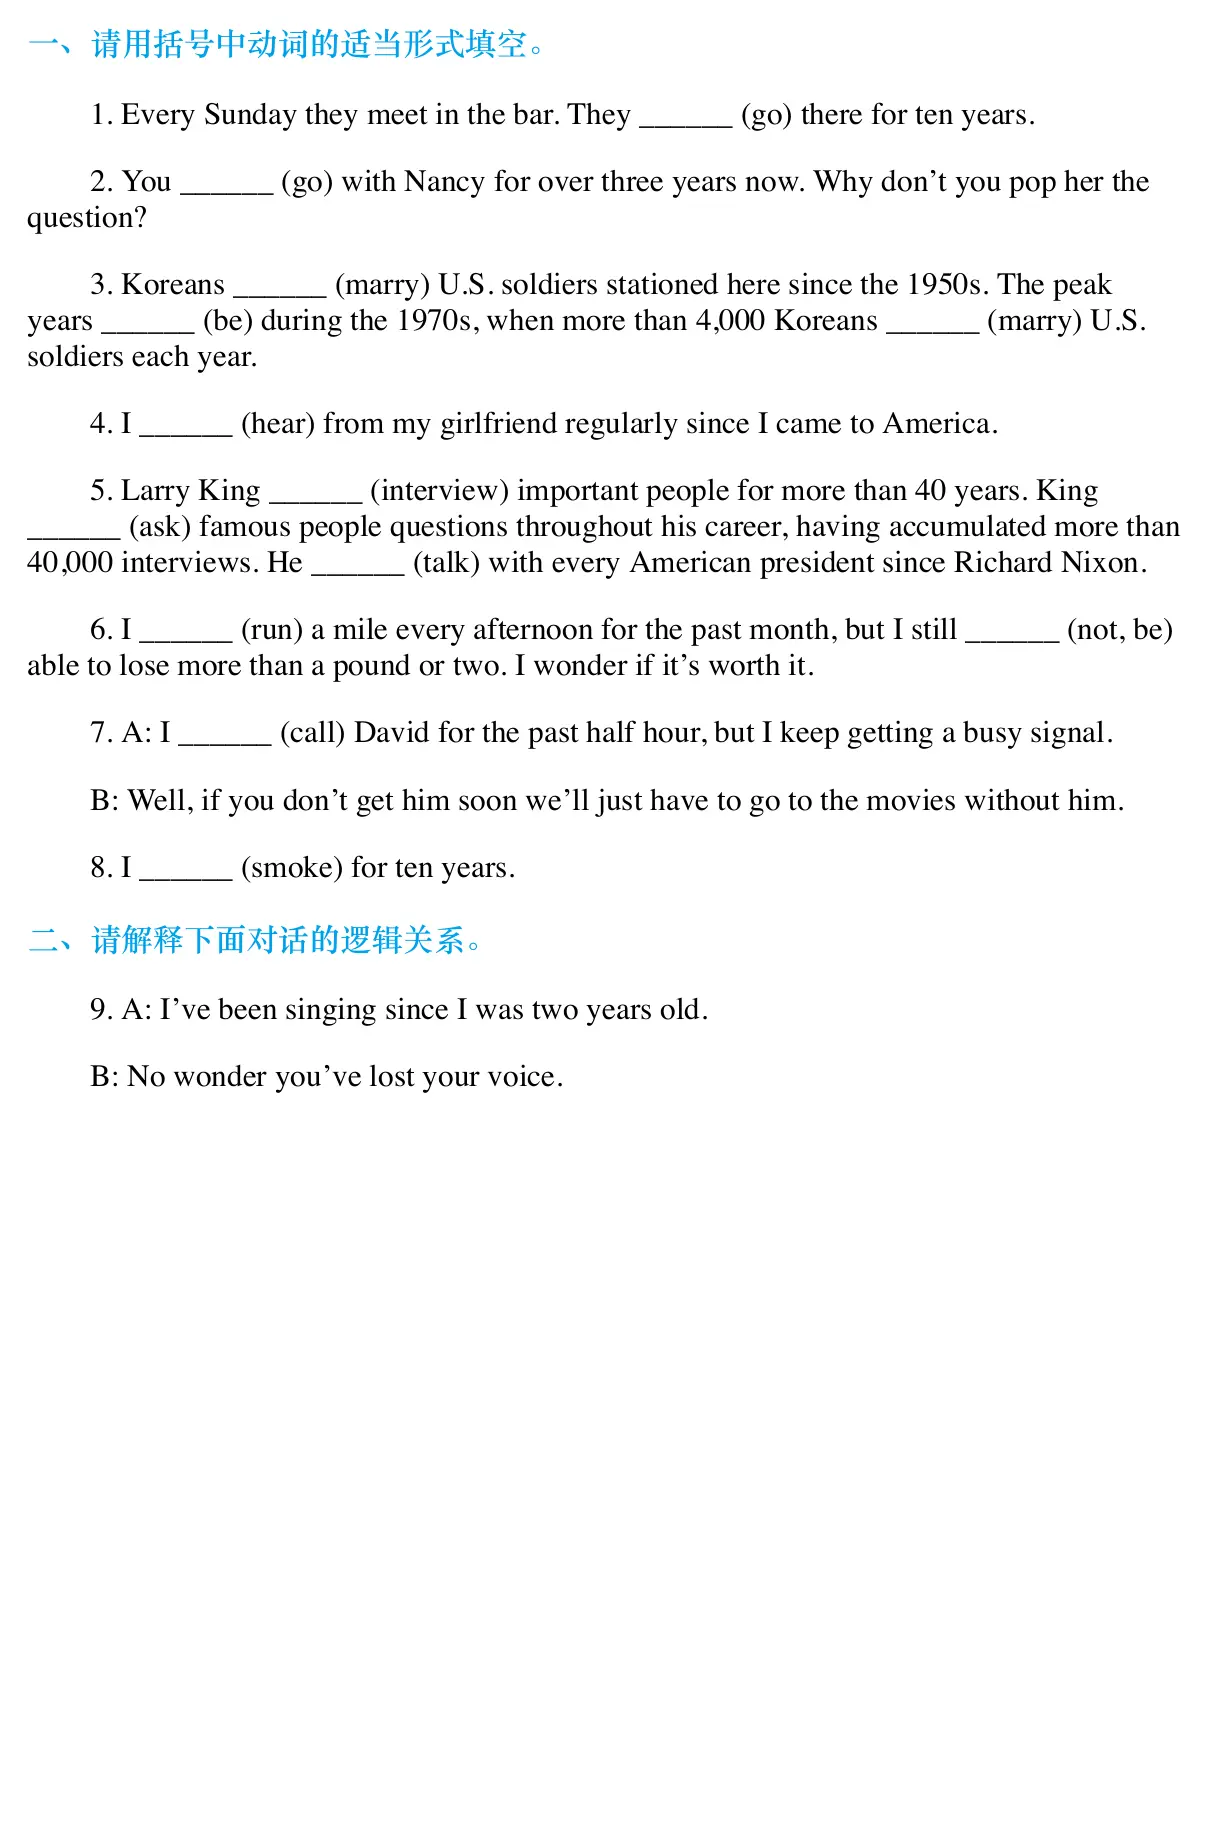 一、请用括号中动词的适当形式填空。
1. Every Sunday they meet in the bar. They ______ (go) there for ten years.
2. You ______ (go) with Nancy for over three years now. Why don’t you pop her the
question?
3. Koreans ______ (marry) U.S. soldiers stationed here since the 1950s. The peak
years ______ (be) during the 1970s, when more than 4,000 Koreans ______ (marry) U.S.
soldiers each year.
4. I ______ (hear) from my girlfriend regularly since I came to America.
5. Larry King ______ (interview) important people for more than 40 years. King
______ (ask) famous people questions throughout his career, having accumulated more than
40,000 interviews. He ______ (talk) with every American president since Richard Nixon.
6. I ______ (run) a mile every afternoon for the past month, but I still ______ (not, be)
able to lose more than a pound or two. I wonder if it’s worth it.
7. A: I ______ (call) David for the past half hour, but I keep getting a busy signal.
B: Well, if you don’t get him soon we’ll just have to go to the movies without him.
8. I ______ (smoke) for ten years.
二、请解释下面对话的逻辑关系。
9. A: I’ve been singing since I was two years old.
B: No wonder you’ve lost your voice.